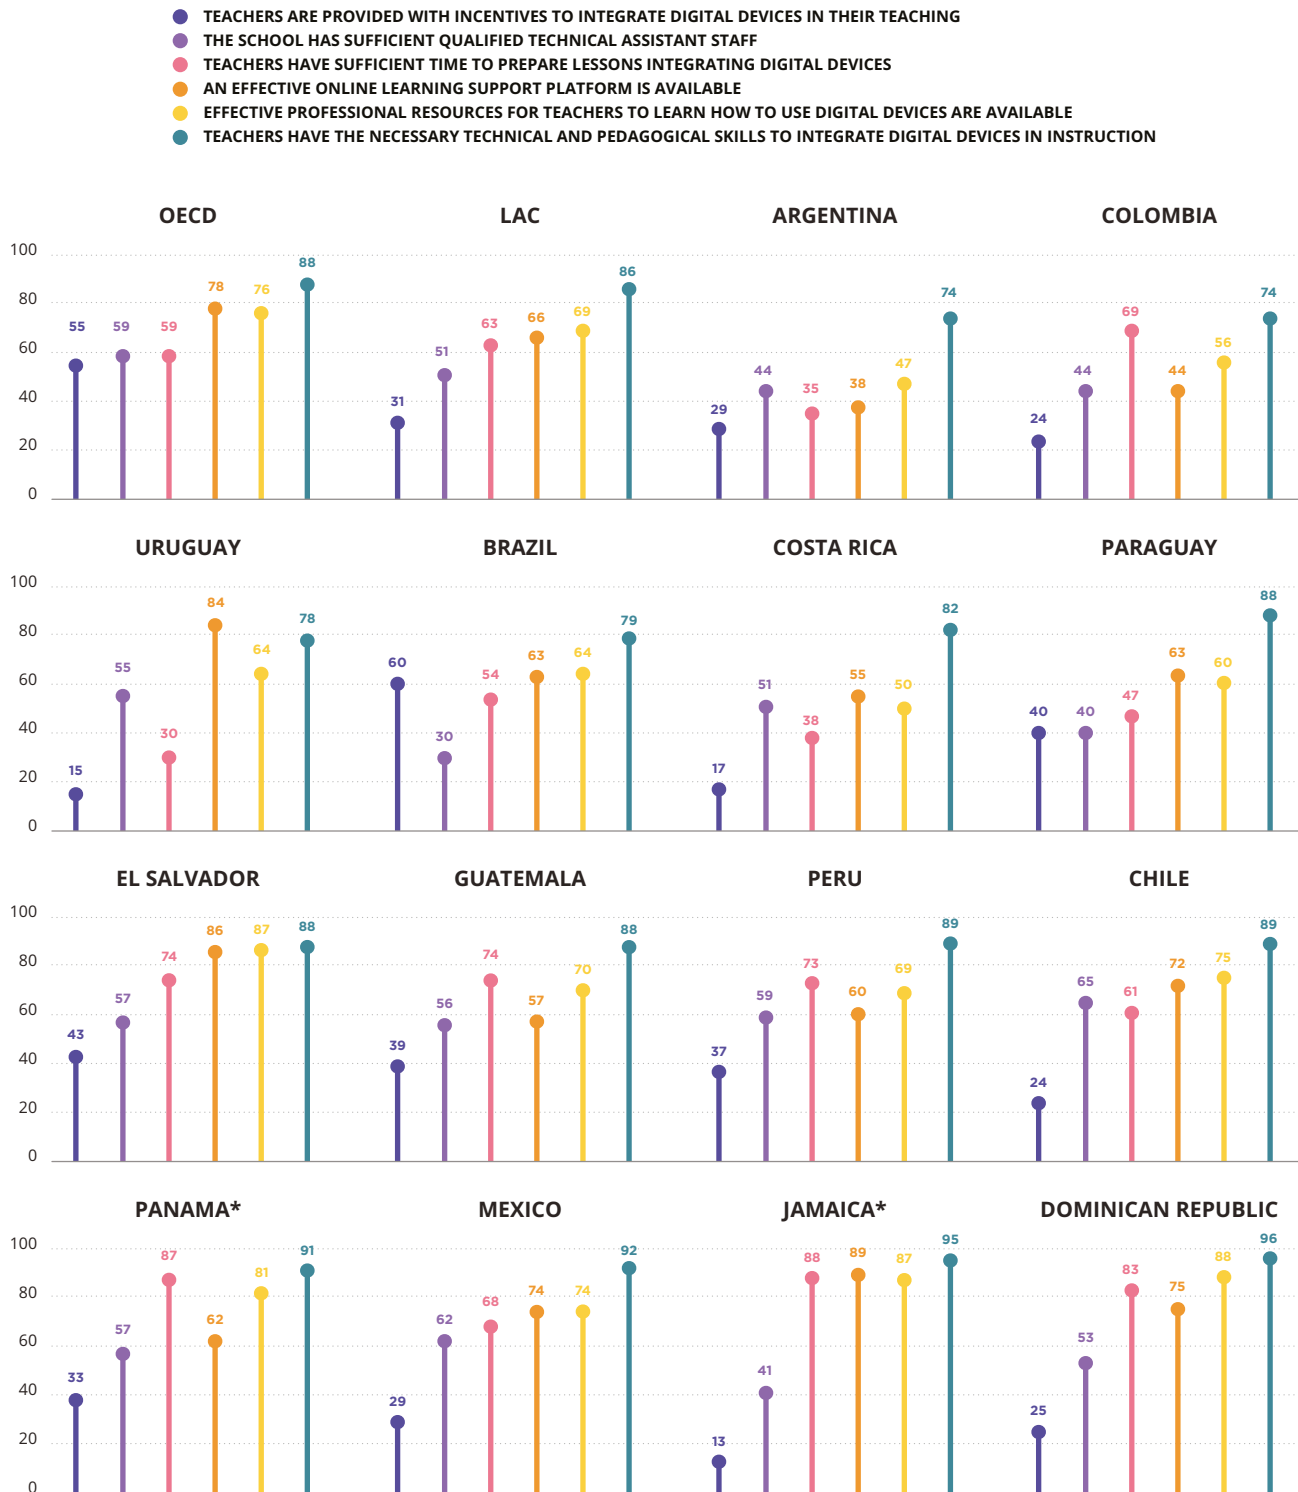 TEACHERS ARE PROVIDED WITH INCENTIVES TO INTEGRATE DIGITAL DEVICES IN THEIR TEACHING
THE SCHOOL HAS SUFFICIENT QUALIFIED TECHNICAL ASSISTANT STAFF
TEACHERS HAVE SUFFICIENT TIME TO PREPARE LESSONS INTEGRATING DIGITAL DEVICES
AN EFFECTIVE ONLINE LEARNING SUPPORT PLATFORM IS AVAILABLE
EFFECTIVE PROFESSIONAL RESOURCES FOR TEACHERS TO LEARN HOW TO USE DIGITAL DEVICES ARE AVAILABLE
TEACHERS HAVE THE NECESSARY TECHNICAL AND PEDAGOGICAL SKILLS TO INTEGRATE DIGITAL DEVICES IN INSTRUCTION
OECD LAC ARGENTINA COLOMBIA
100
80
60
40
20
0
55 59 59 78 76 88
31 51 63 66 69 86
29 44 35 38 47 74
24 44 69 44 56 74
URUGUAY BRAZIL COSTA RICA PARAGUAY
100
80
60
40
20
0
15 55 30 84 64 78
60 30 54 63 64 79
17 51 38 55 50 82
40 40 47 63 60 88
EL SALVADOR GUATEMALA PERU CHILE
100
80
60
40
20
0
43 57 74 86 87 88
39 56 74 57 70 88
37 59 73 60 69 89
24 65 61 72 75 89
PANAMA* MEXICO JAMAICA* DOMINICAN REPUBLIC
100
80
60
40
20
0
33 57 87 62 81 91
29 62 68 74 74 92
13 41 88 89 87 95
25 53 83 75 88 96